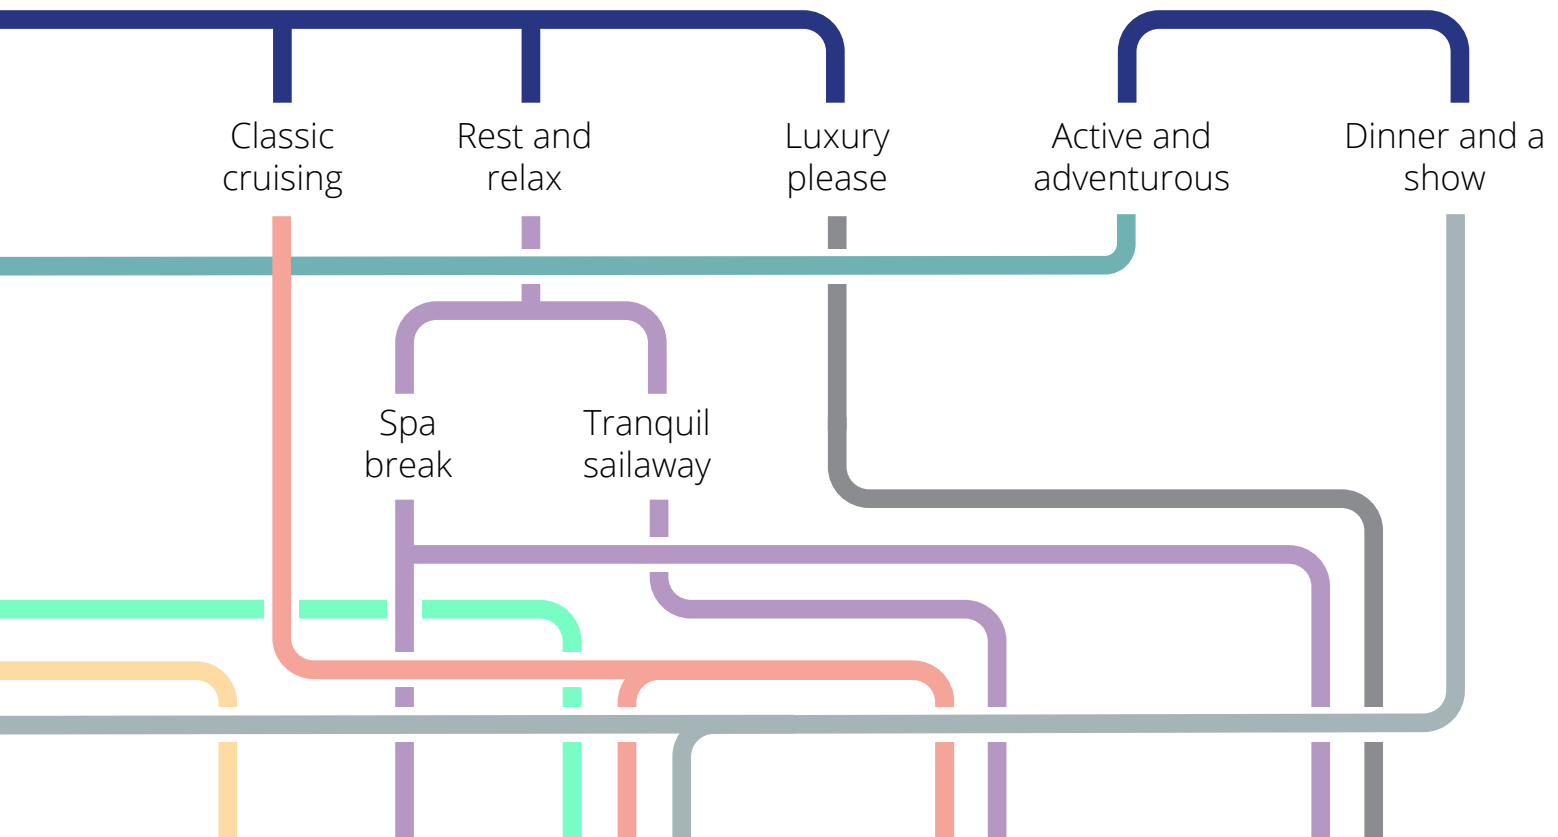 Classic
cruising
Rest and
relax
Luxury
please
Active and
adventurous
Dinner and a
show
Spa
break
Tranquil
sailaway